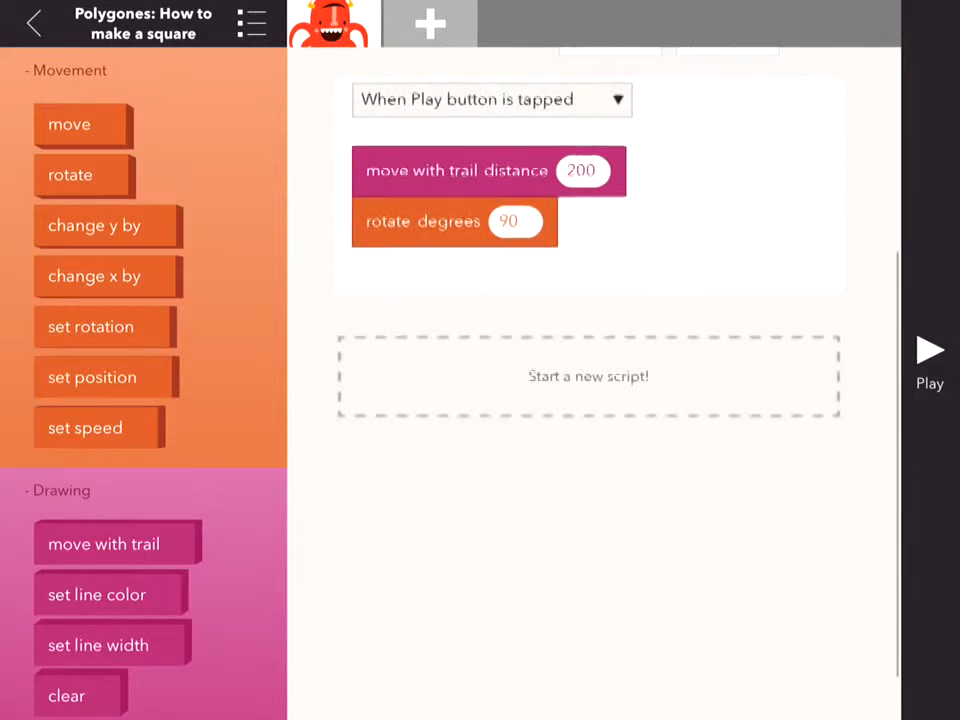 Polygones: How to
make a square
- Movement
move
rotate
change y by
change x by
set rotation
set position
set speed
- Drawing
move with trail
set line color
set line width
clear
When Play button is tapped
move with trail distance 200
rotate degrees 90
Start a new script!
Play